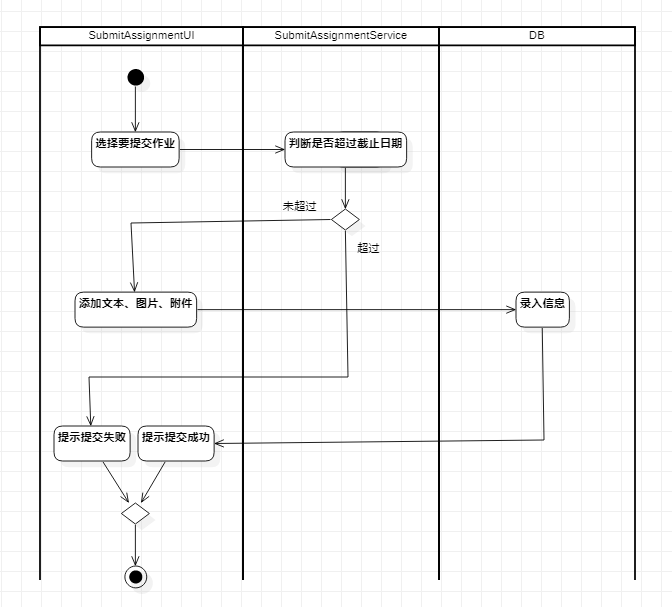 SubmitAssignmentUI
SubmitAssignmentService
DB
选择要提交作业
判断是否超过截止日期
未超过
超过
添加文本、图片、附件
录入信息
提示提交失败
提示提交成功